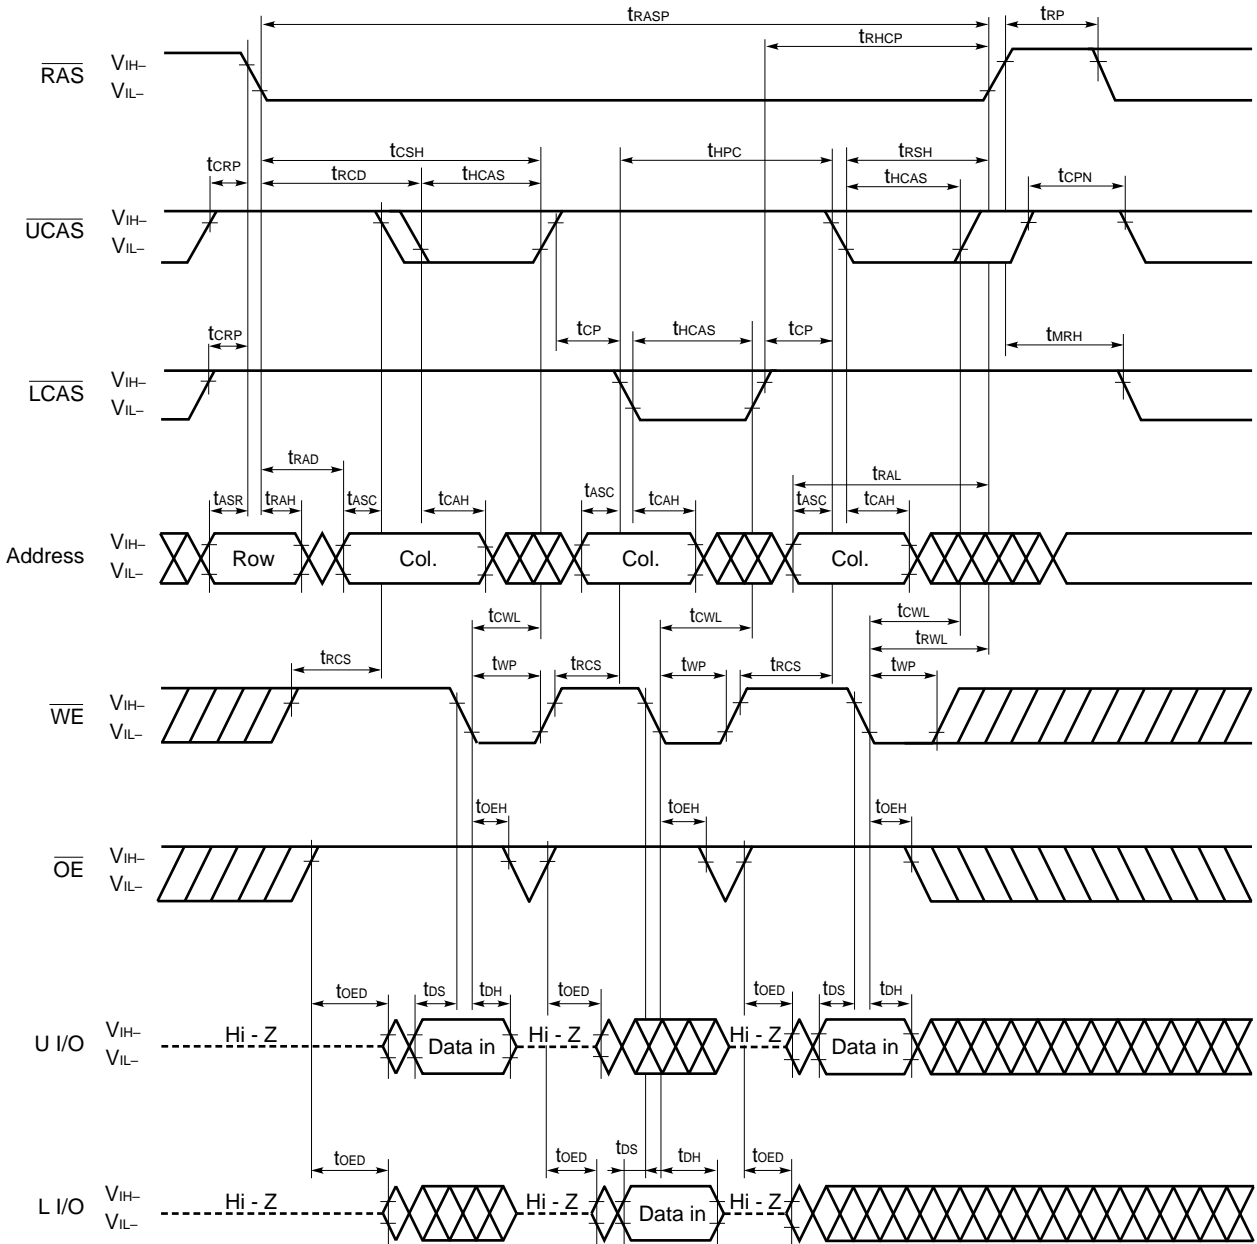 tRASP tRP
tRHCP
RAS VIH–
VIL–
tCSH tHPC tRSH
tCRP tRCD tHCAS tHCAS tCPN
UCAS VIH–
VIL–
tCRP tCP tHCAS tCP tMRH
LCAS VIH–
VIL–
tRAD tRAL
tASR tRAH tASC tCAH tASC tCAH tASC tCAH
Address VIH–
VIL–
Row Col. Col. Col.
tCWL tCWL tCWL
tRWL
tRCS tWP tRCS tWP tRCS tWP
WE VIH–
VIL–
tOEH tOEH tOEH
OE VIH–
VIL–
tOED tDS tDH tOED tOED tDS tDH
U I/O VIH–
VIL–
Hi - Z Data in Hi - Z Hi - Z Data in
tOED tOED tDS tDH tOED
L I/O VIH–
VIL–
Hi - Z Hi - Z Data in Hi - Z